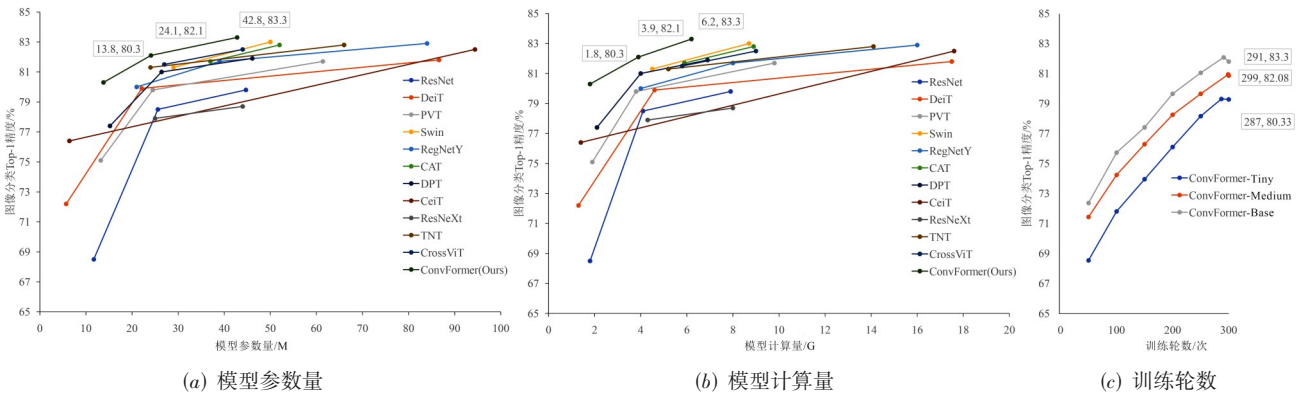 85
83
81
79
77
75
73
71
69
67
65
图像分类Top-1精度/%
0 10 20 30 40 50 60 70 80 90 100
模型参数量/M
13.8, 80.3
24.1, 82.1
42.8, 83.3
ResNet
DeiT
PVT
Swin
RegNetY
CAT
DPT
CeiT
ResNeXt
TNT
CrossViT
ConvFormer(Ours)
(a) 模型参数量
85
83
81
79
77
75
73
71
69
67
65
图像分类Top-1精度/%
0 2 4 6 8 10 12 14 16 18 20
模型计算量/G
1.8, 80.3
3.9, 82.1
6.2, 83.3
ResNet
DeiT
PVT
Swin
RegNetY
CAT
DPT
CeiT
ResNeXt
TNT
CrossViT
ConvFormer(Ours)
(b) 模型计算量
85
83
81
79
77
75
73
71
69
67
65
图像分类Top-1精度/%
0 100 200 300
训练轮数/次
291, 83.3
299, 82.08
287, 80.33
ConvFormer-Tiny
ConvFormer-Medium
ConvFormer-Base
(c) 训练轮数